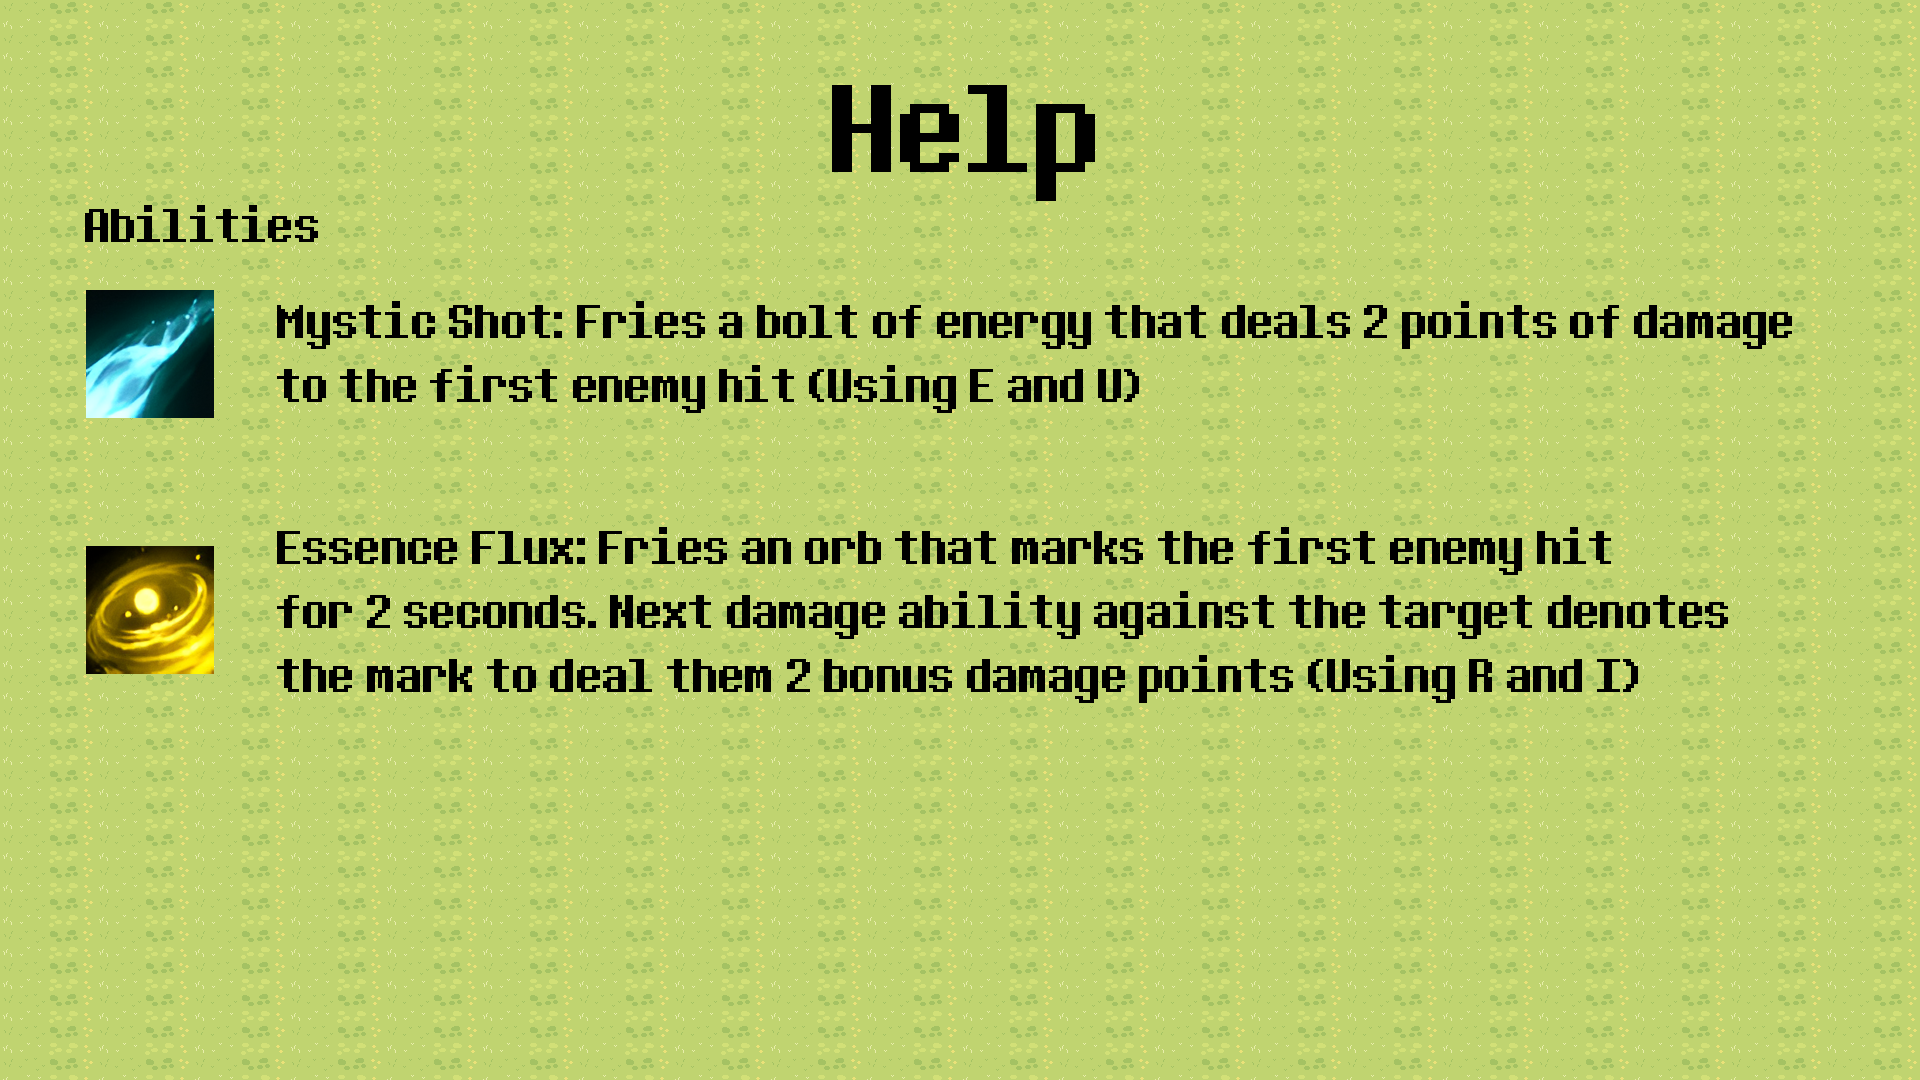 Help
Abilities
Mystic Shot: Fries a bolt of energy that deals 2 points of damage
to the first enemy hit (Using E and U)
Essence Flux: Fries an orb that marks the first enemy hit
for 2 seconds. Next damage ability against the target denotes
the mark to deal them 2 bonus damage points (Using R and I)